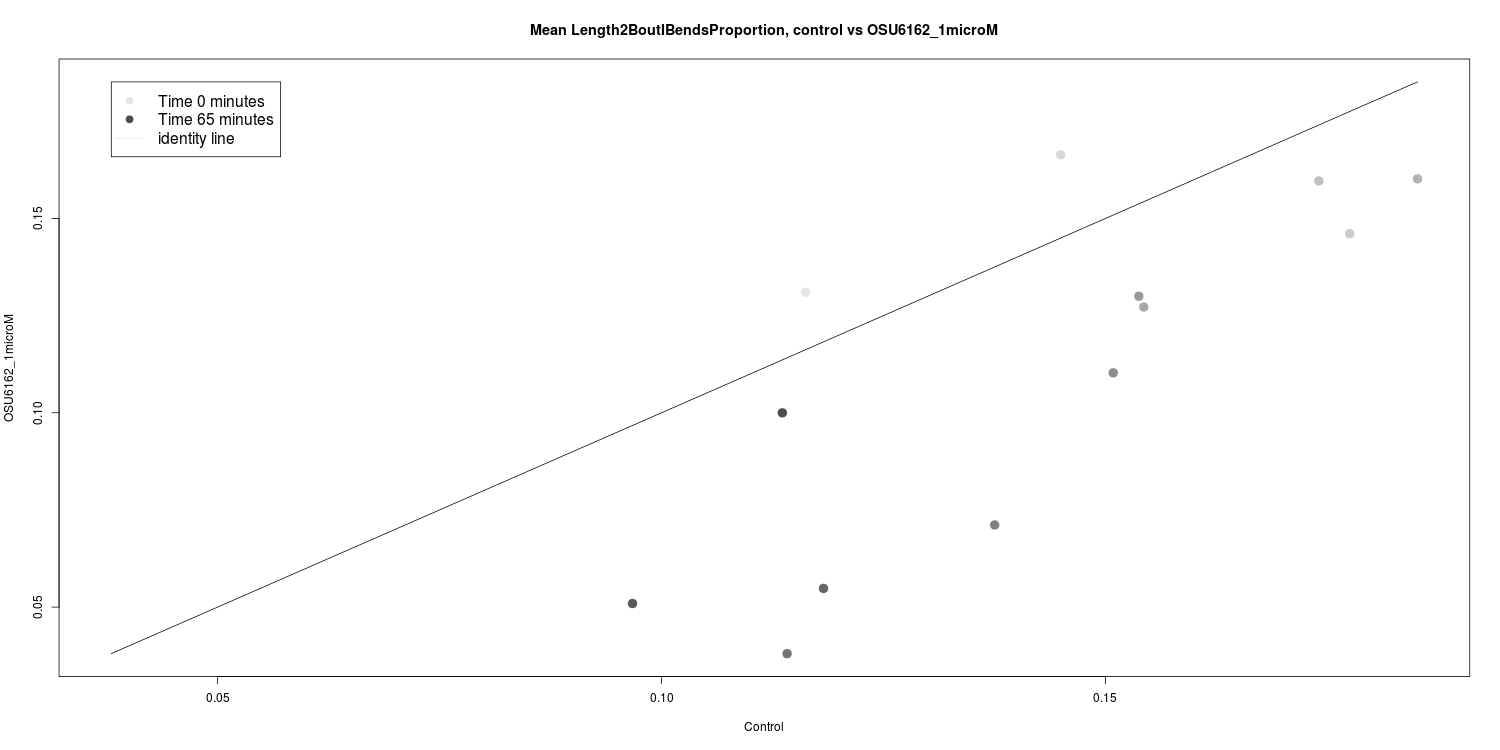 Mean Length2BoutlBendsProportion, control vs OSU6162_1microM
Time 0 minutes
Time 65 minutes
identity line
0.15
0.10
0.05
OSU6162_1microM
0.05
0.10
0.15
Control